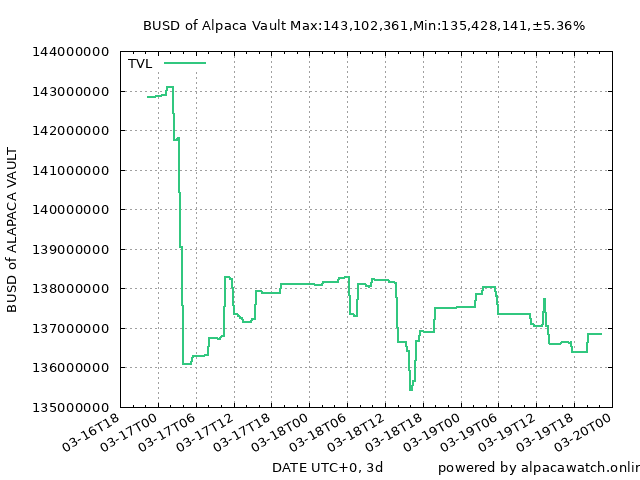 BUSD of Alpaca Vault Max:143,102,361,Min:135,428,141,±5.36%
TVL
144000000
143000000
142000000
141000000
140000000
139000000
138000000
137000000
136000000
135000000
BUSD of ALAPACA VAULT
03-16T18
03-17T00
03-17T06
03-17T12
03-17T18
03-18T00
03-18T06
03-18T12
03-18T18
03-19T00
03-19T06
03-19T12
03-19T18
03-20T00
DATE UTC+0, 3d
powered by alpacawatch.onlin